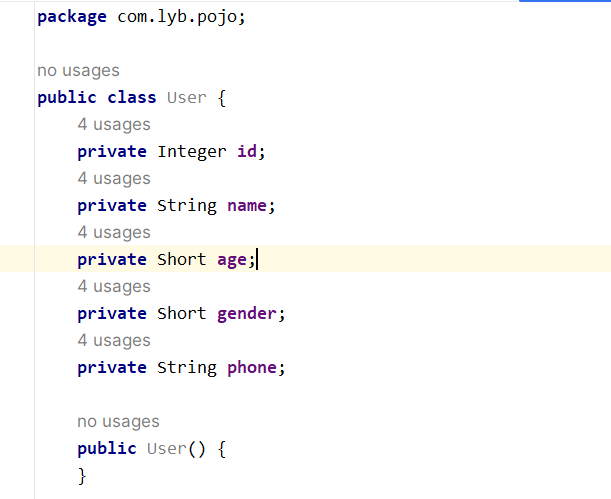 package com.lyb.pojo;
no usages
public class User {
4 usages
private Integer id;
4 usages
private String name;
4 usages
private Short age;
4 usages
private Short gender;
4 usages
private String phone;
no usages
public User() {
}